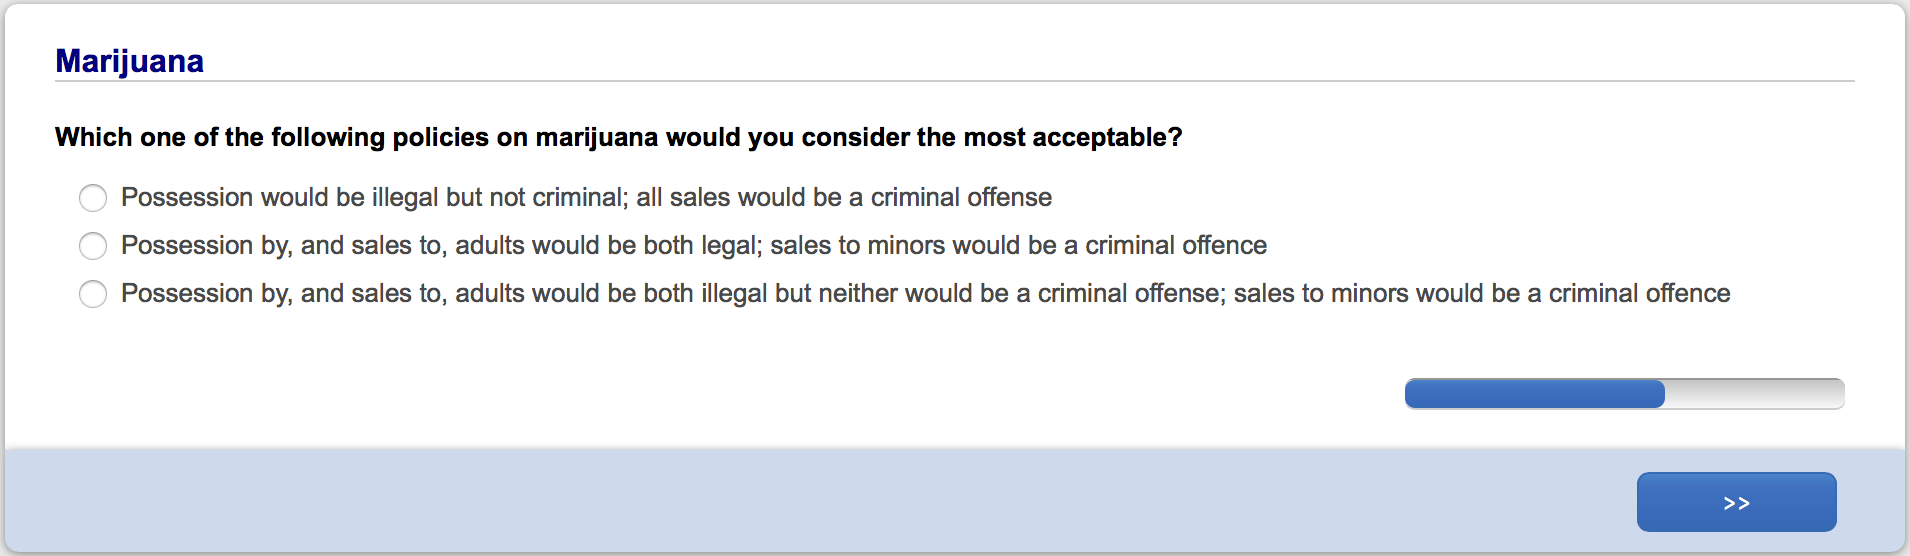 Marijuana
Which one of the following policies on marijuana would you consider the most acceptable?
Possession would be illegal but not criminal; all sales would be a criminal offense
Possession by, and sales to, adults would be both legal; sales to minors would be a criminal offence
Possession by, and sales to, adults would be both illegal but neither would be a criminal offense; sales to minors would be a criminal offence
>>